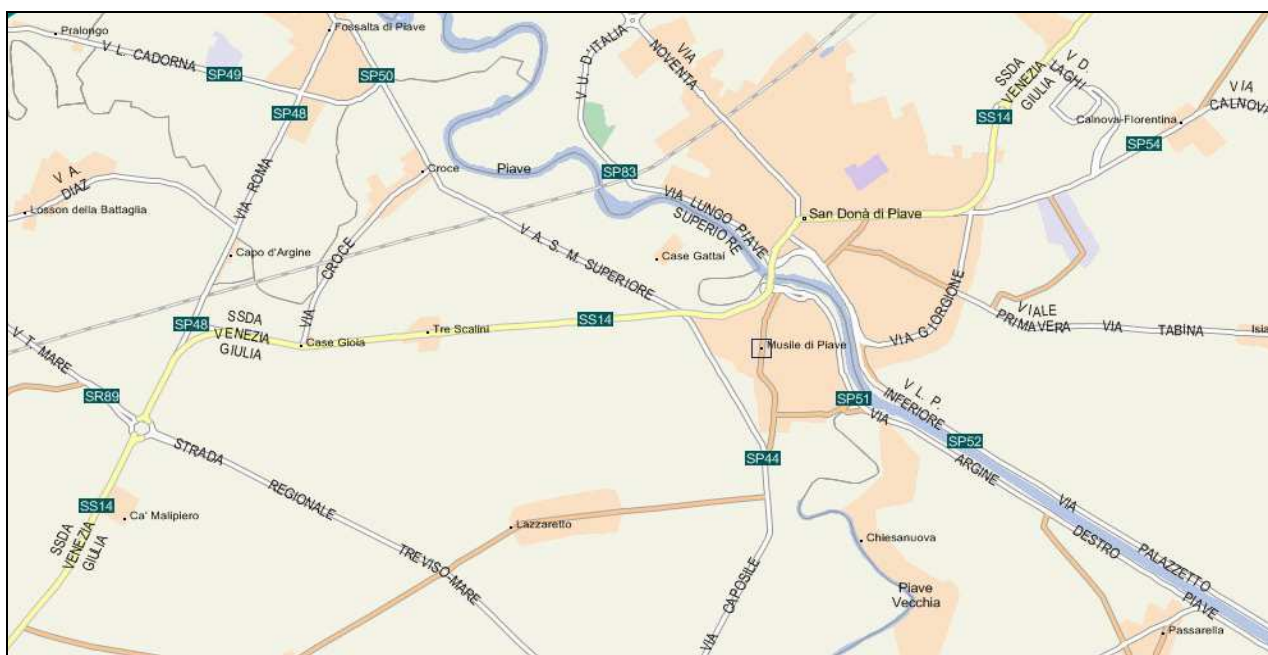 Pralongo
Fossalta di Piave
V L. CADORNA
SP49
SP50
SP48
V U. D'ITALIA
VIA
NOVENTA
SSDA
VENEZIA
GIULIA
SS14
V D.
LAGHI
VIA
CALNOVA
Calnova-Fiorentina
SP54
V A.
DIAZ
Losson della Battaglia
VIA ROMA
Croce
Piave
SP83
VIA LUNGO PIAVE
SUPERIORE
San Donà di Piave
Capo d'Argine
VIA CROCE
V A. S. M. SUPERIORE
Case Gattai
VIA GIORGIONE
VIALE
PRIMAVERA
VIA
TABINA
Isia
V T. MARE
SP48
SSDA
VENEZIA
GIULIA
Case Gioia
Tre Scalini
SS14
Musile di Piave
SR89
SP51
VIA
V L. P.
INFERIORE
SP52
STRADA
REGIONALE
TREVISO-MARE
SP44
ARGINE
DESTRO
PIAVE
VIA
PALAZZETTO
SS14
SSDA
VENEZIA
GIULIA
Ca' Malipiero
Lazzaretto
VIA CAPOSILE
Chiesanuova
Piave
Vecchia
Passarella